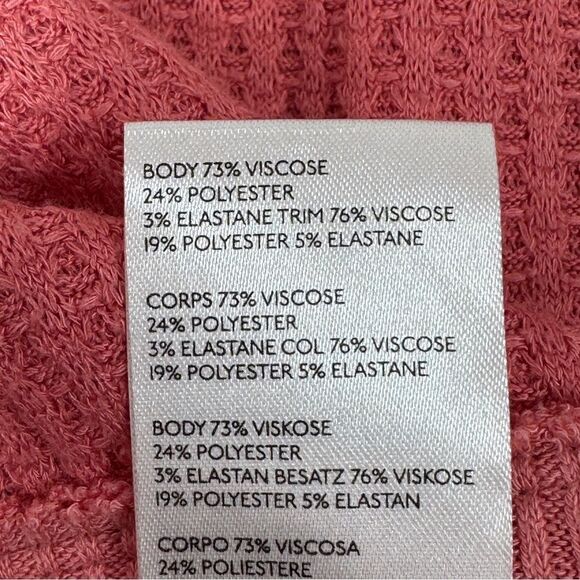 BODY 73% VISCOSE
24% POLYESTER
3% ELASTANE TRIM 76% VISCOSE
19% POLYESTER 5% ELASTANE
CORPS 73% VISCOSE
24% POLYESTER
3% ELASTANE COL 76% VISCOSE
19% POLYESTER 5% ELASTANE
BODY 73% VISKOSE
24% POLYESTER
3% ELASTAN BESATZ 76% VISKOSE
19% POLYESTER 5% ELASTAN
CORPO 73% VISCOSA
24% POLIESTERE